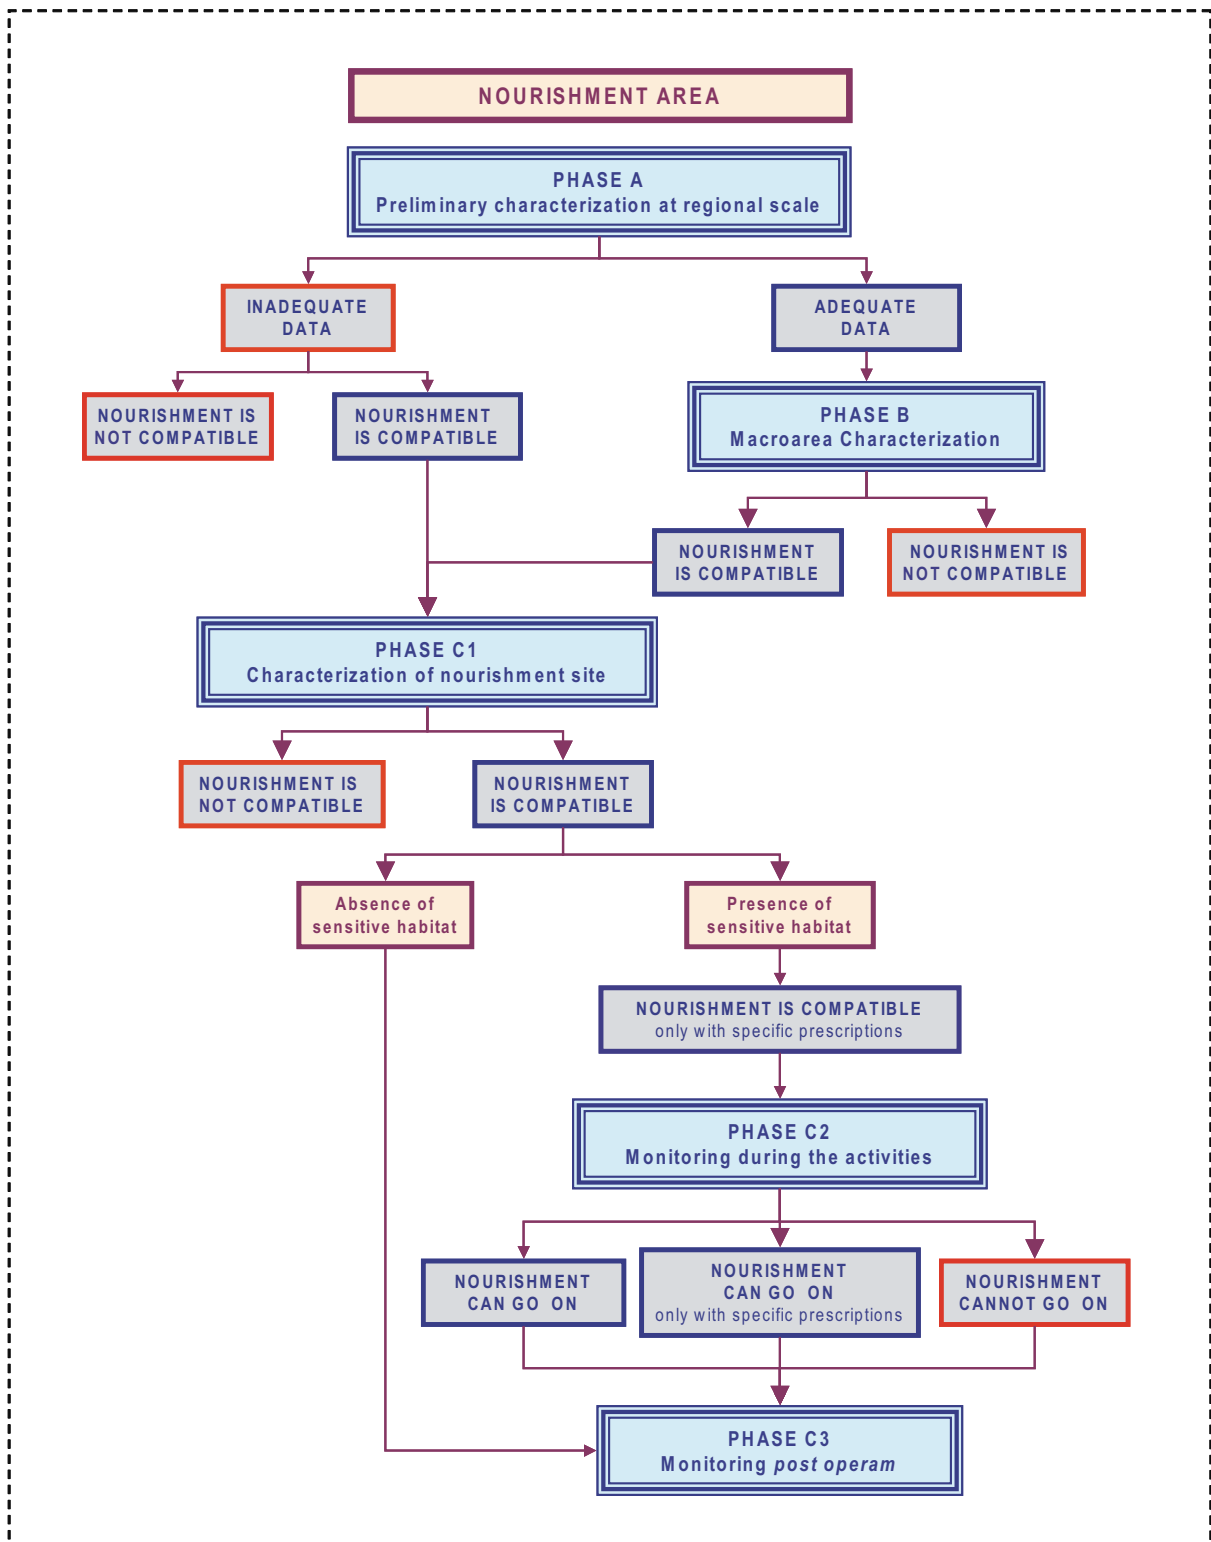 NOURISHMENT AREA
PHASE A
Preliminary characterization at regional scale
INADEQUATE
DATA
ADEQUATE
DATA
NOURISHMENT IS
NOT COMPATIBLE
NOURISHMENT
IS COMPATIBLE
PHASE B
Macroarea Characterization
NOURISHMENT
IS COMPATIBLE
NOURISHMENT IS
NOT COMPATIBLE
PHASE C1
Characterization of nourishment site
NOURISHMENT IS
NOT COMPATIBLE
NOURISHMENT
IS COMPATIBLE
Absence of
sensitive habitat
Presence of
sensitive habitat
NOURISHMENT IS COMPATIBLE
only with specific prescriptions
PHASE C2
Monitoring during the activities
NOURISHMENT
CAN GO ON
NOURISHMENT
CAN GO ON
only with specific prescriptions
NOURISHMENT
CANNOT GO ON
PHASE C3
Monitoring post operam